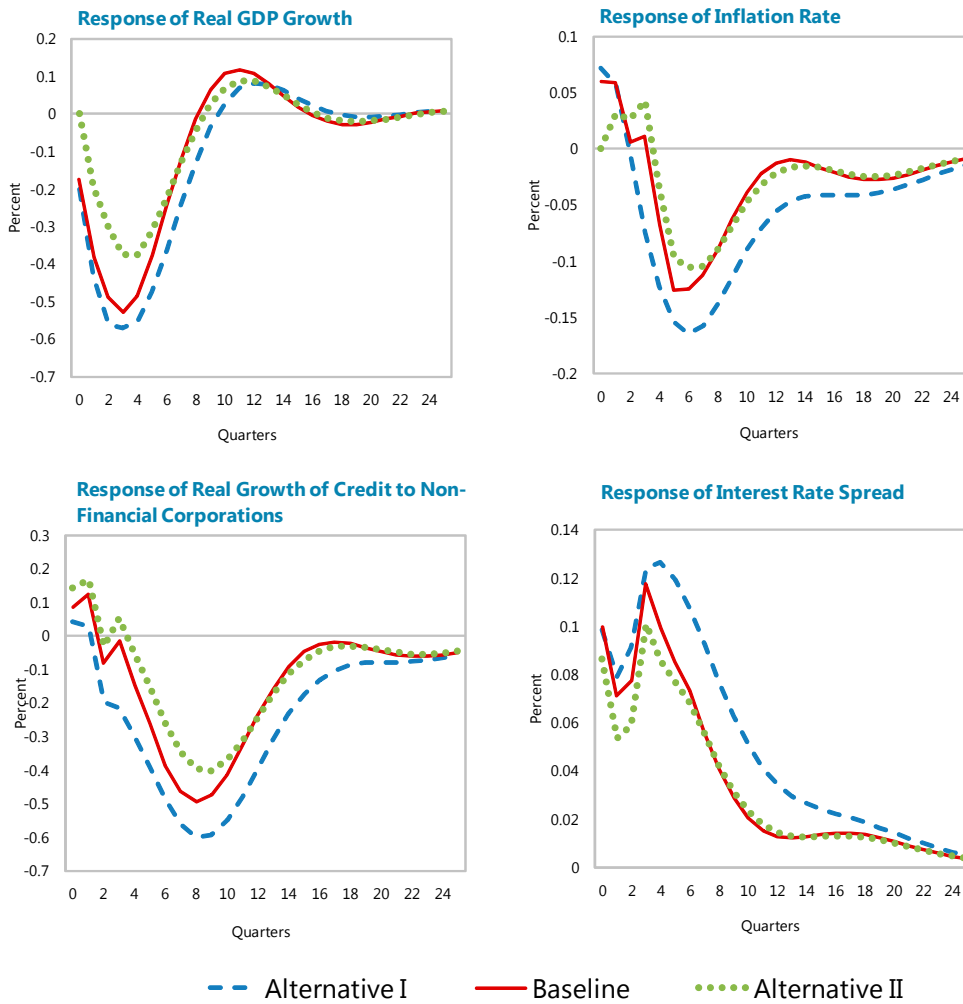 Response of Real GDP Growth
0.2
0.1
0
-0.1
-0.2
-0.3
-0.4
-0.5
-0.6
-0.7
Percent
0 2 4 6 8 10 12 14 16 18 20 22 24
Quarters
Response of Inflation Rate
0.1
0.05
0
-0.05
-0.1
-0.15
-0.2
Percent
0 2 4 6 8 10 12 14 16 18 20 22 24
Quarters
Response of Real Growth of Credit to Non-
Financial Corporations
0.3
0.2
0.1
0
-0.1
-0.2
-0.3
-0.4
-0.5
-0.6
-0.7
Percent
0 2 4 6 8 10 12 14 16 18 20 22 24
Quarters
Response of Interest Rate Spread
0.14
0.12
0.1
0.08
0.06
0.04
0.02
0
Percent
0 2 4 6 8 10 12 14 16 18 20 22 24
Quarters
Alternative I Baseline Alternative II